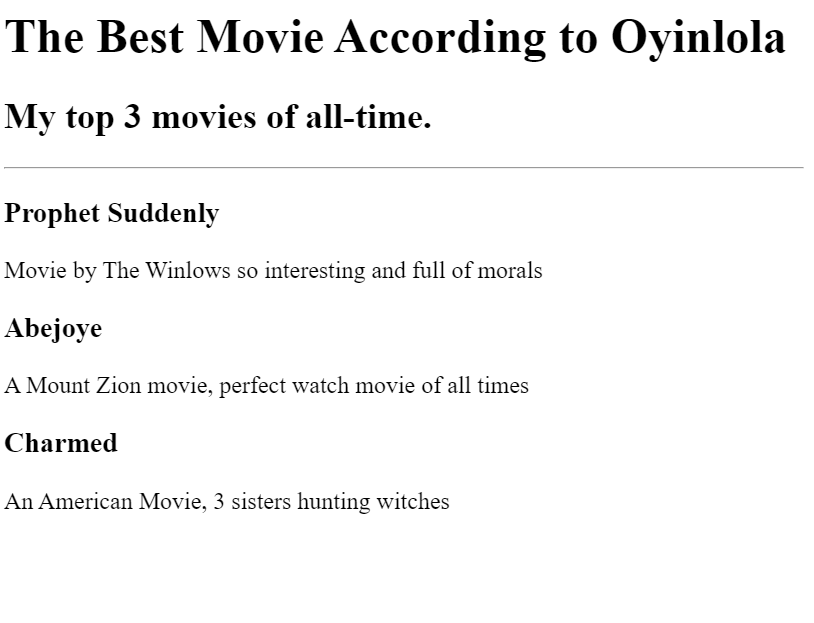 The Best Movie According to Oyinlola
My top 3 movies of all-time.
Prophet Suddenly
Movie by The Winlows so interesting and full of morals
Abejoye
A Mount Zion movie, perfect watch movie of all times
Charmed
An American Movie, 3 sisters hunting witches